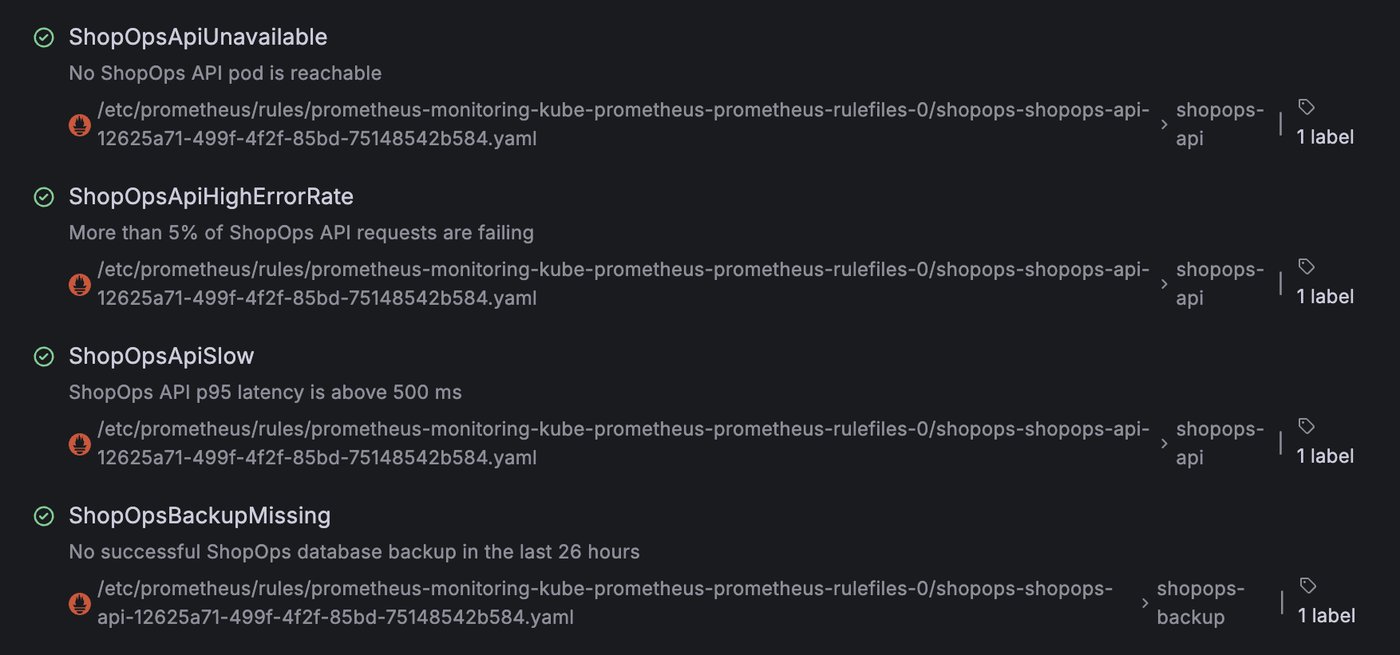 ShopOpsApiUnavailable
No ShopOps API pod is reachable
/etc/prometheus/rules/prometheus-monitoring-kube-prometheus-prometheus-rulefiles-0/shopops-shopops-api-
12625a71-499f-4f2f-85bd-75148542b584.yaml
> shopops-
api
1 label
ShopOpsApiHighErrorRate
More than 5% of ShopOps API requests are failing
/etc/prometheus/rules/prometheus-monitoring-kube-prometheus-prometheus-rulefiles-0/shopops-shopops-api-
12625a71-499f-4f2f-85bd-75148542b584.yaml
> shopops-
api
1 label
ShopOpsApiSlow
ShopOps API p95 latency is above 500 ms
/etc/prometheus/rules/prometheus-monitoring-kube-prometheus-prometheus-rulefiles-0/shopops-shopops-api-
12625a71-499f-4f2f-85bd-75148542b584.yaml
> shopops-
api
1 label
ShopOpsBackupMissing
No successful ShopOps database backup in the last 26 hours
/etc/prometheus/rules/prometheus-monitoring-kube-prometheus-prometheus-rulefiles-0/shopops-shopops-
api-12625a71-499f-4f2f-85bd-75148542b584.yaml
> shopops-
backup
1 label